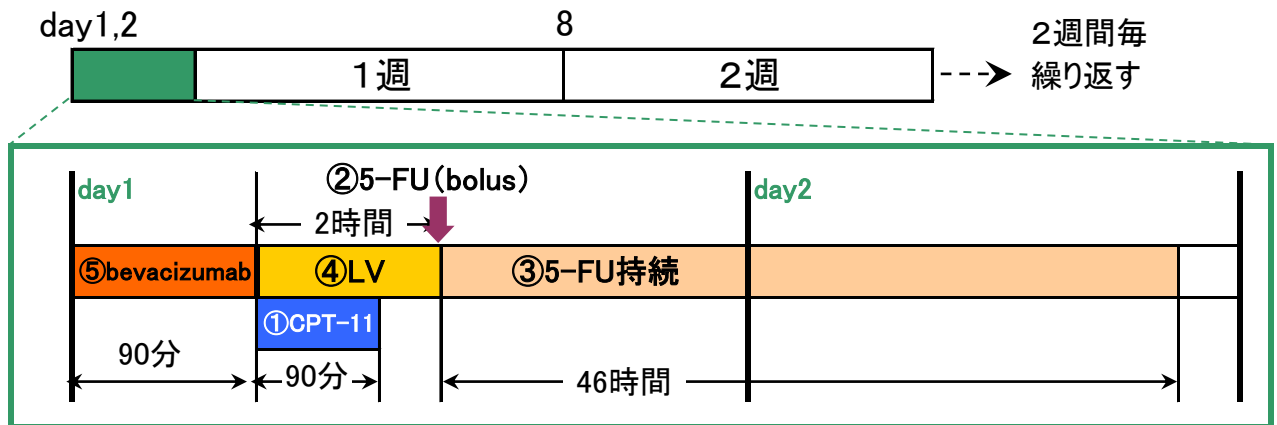 day1,2
8
2週間毎
繰り返す
1週
2週
day1
②5-FU(bolus)
day2
2時間
⑤bevacizumab
④LV
③5-FU持続
①CPT-11
90分
90分
46時間